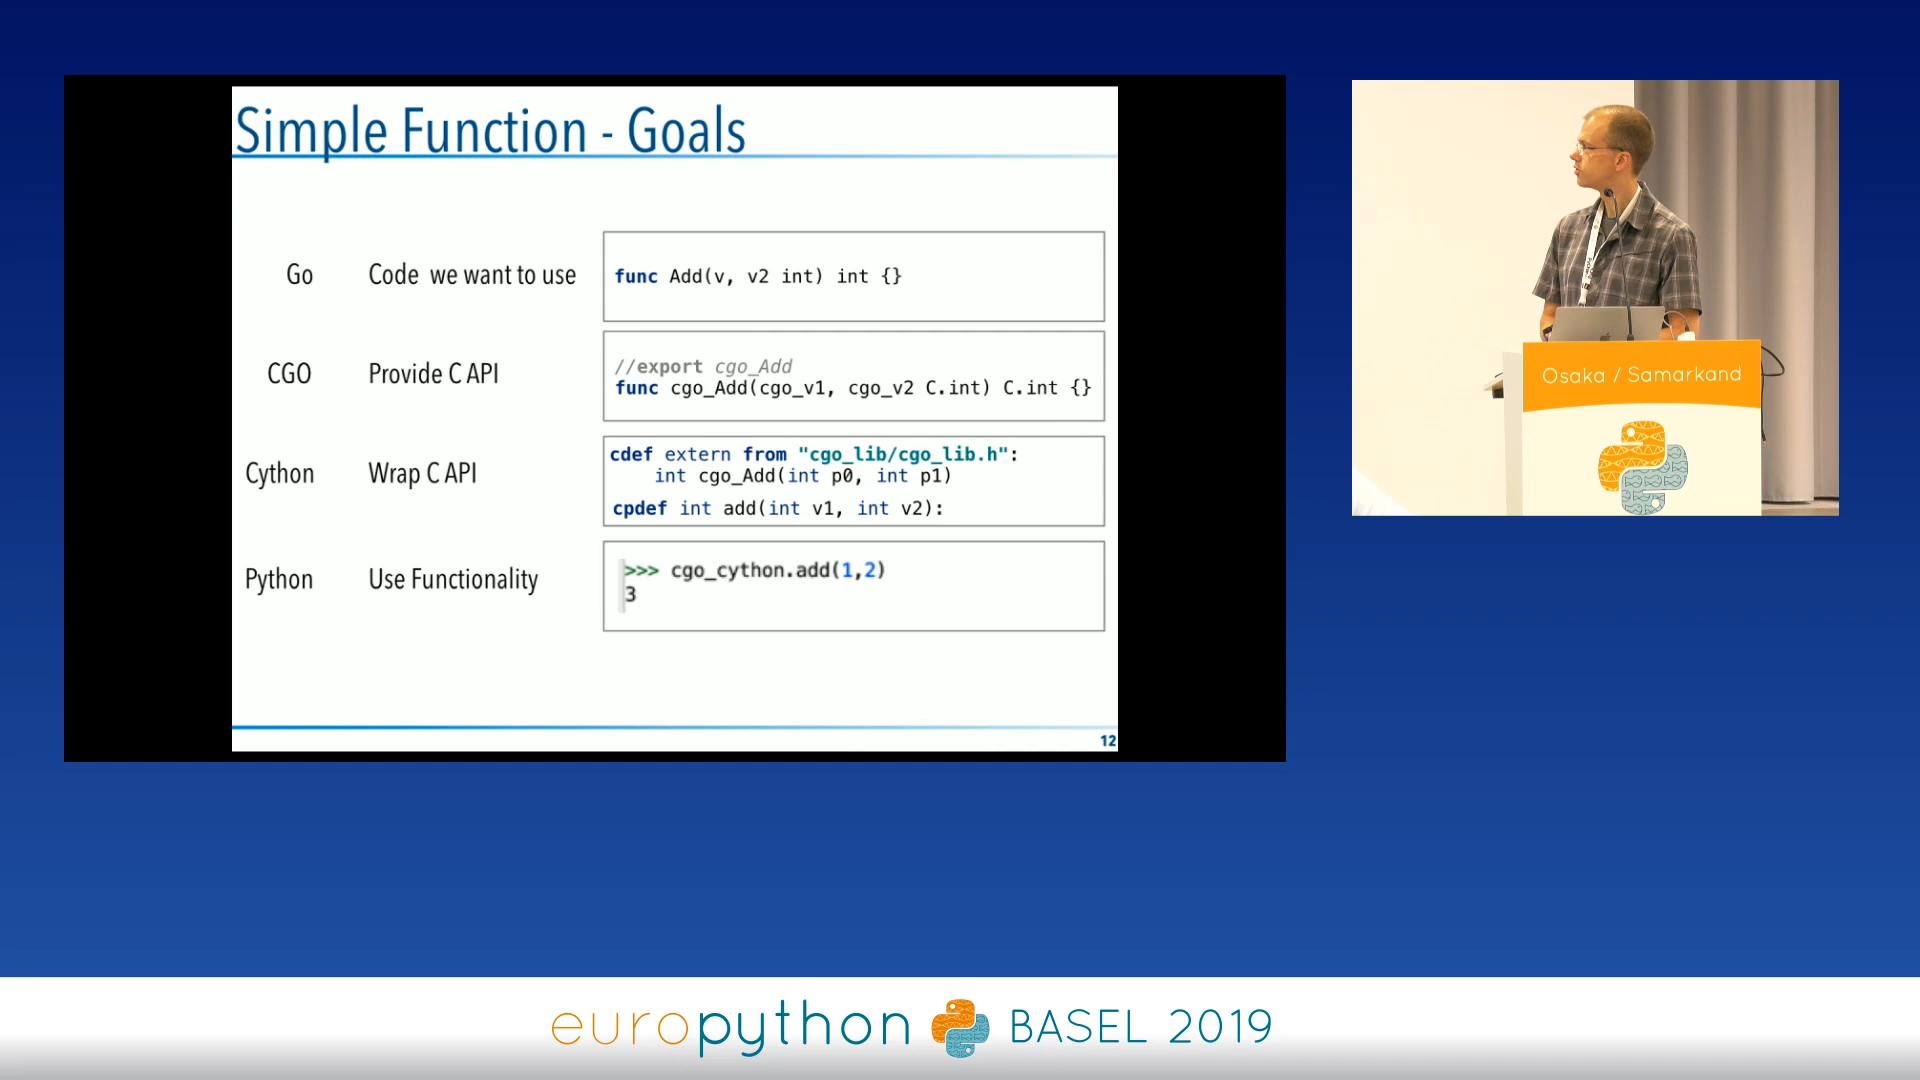 Simple Function - Goals
Go Code we want to use func Add(v, v2 int) int {}
CGO Provide C API //export cgo_Add
func cgo_Add(cgo_v1, cgo_v2 C.int) C.int {}
Cython Wrap C API cdef extern from "cgo_lib/cgo_lib.h":
int cgo_Add(int p0, int p1)
cpdef int add(int v1, int v2):
Python Use Functionality >>> cgo_cython.add(1,2)
3
12
Osaka / Samarkand
europython BASEL 2019